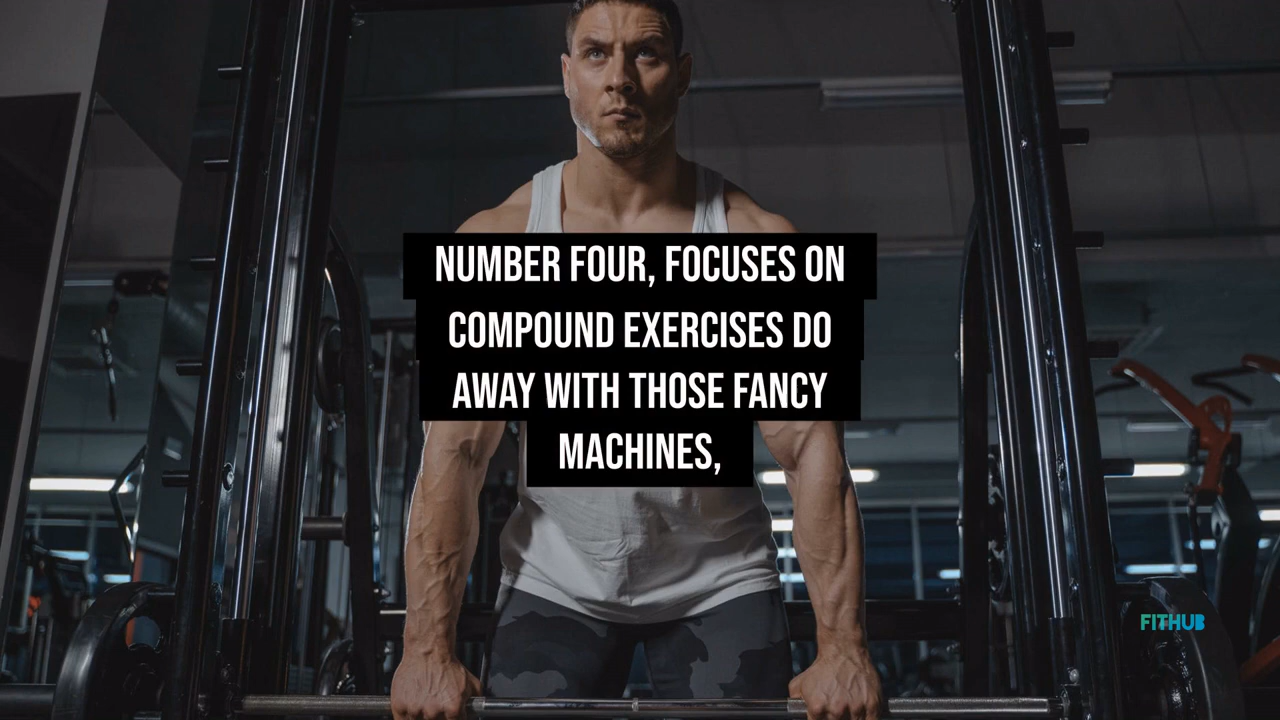 NUMBER FOUR, FOCUSES ON
COMPOUND EXERCISES DO
AWAY WITH THOSE FANCY
MACHINES,
FITHUB